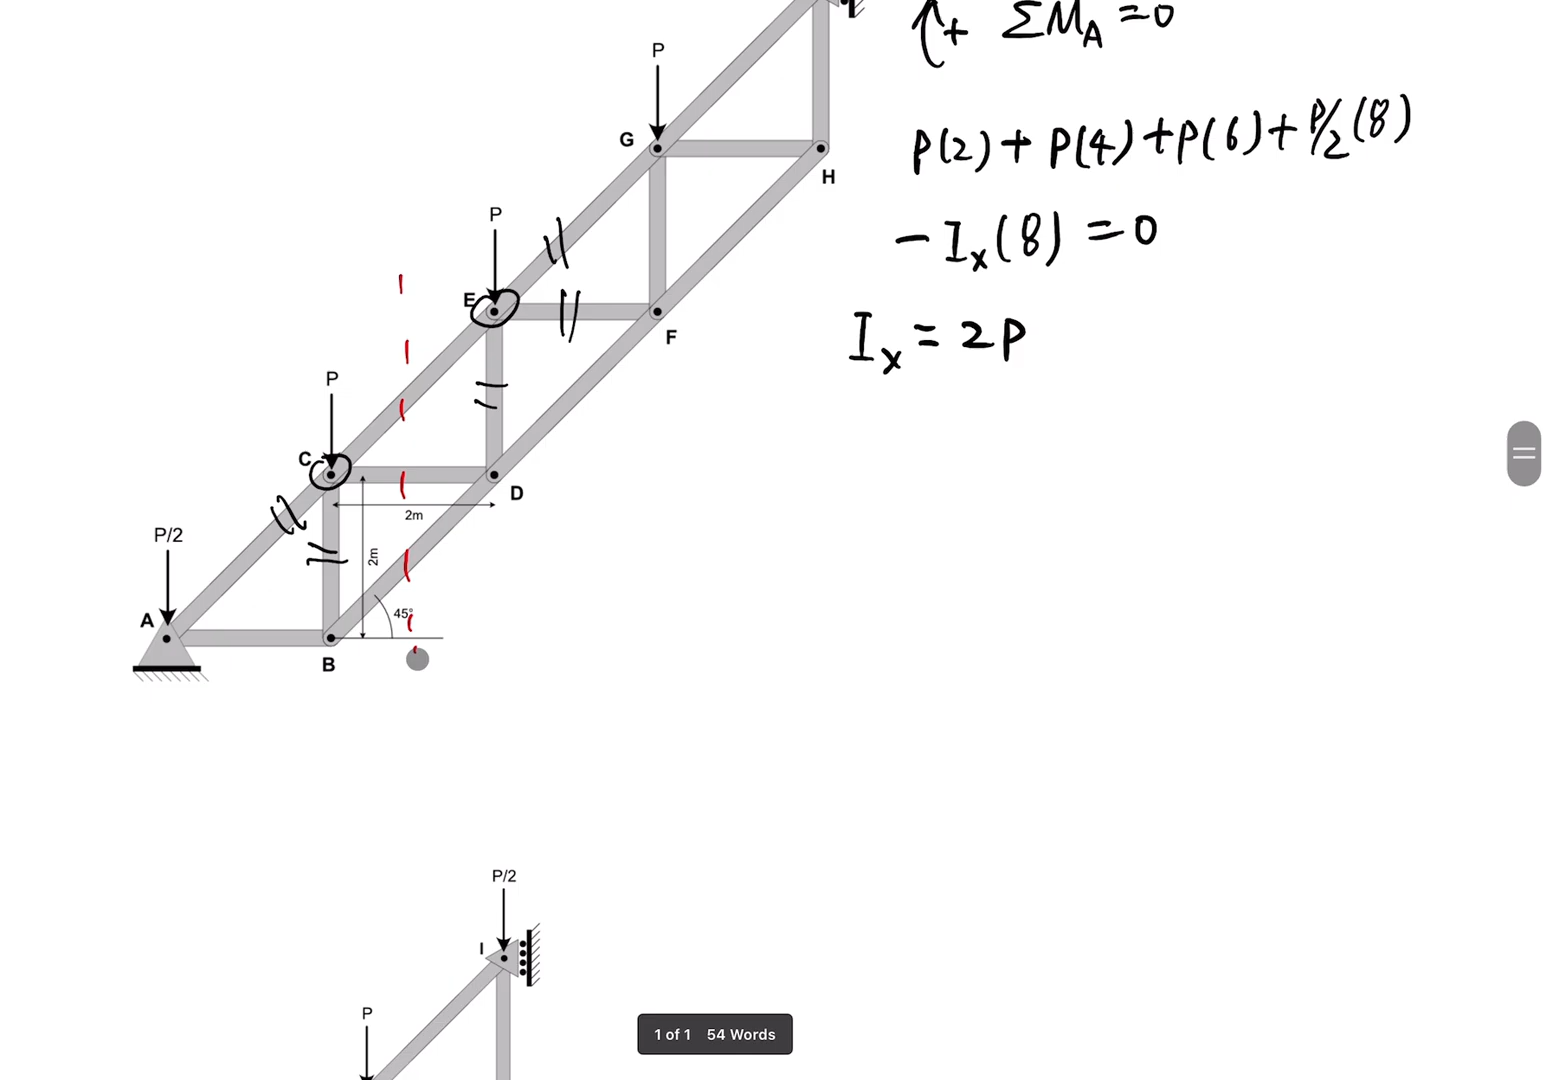 ΣM_A = 0
P
P(2) + P(4) + P(6) + P/2 (8)
G
H
P
- I_x (8) = 0
E
F
I_x = 2P
P
C
D
2m
2m
P/2
45°
A
B
P/2
I
P
1 of 1 54 Words